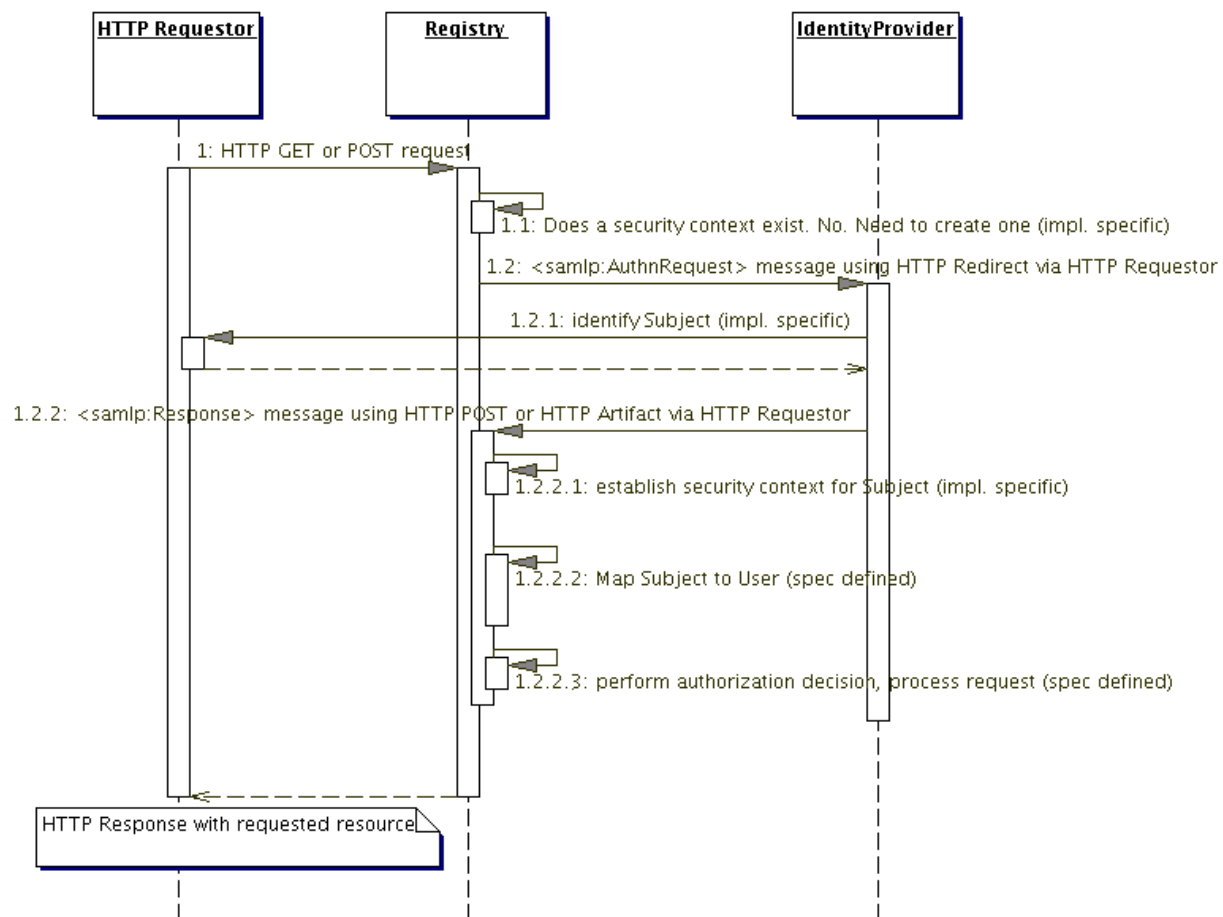 HTTP Requestor
Registry
IdentityProvider
1: HTTP GET or POST request
1.1: Does a security context exist. No. Need to create one (impl. specific)
1.2: <samlp:AuthnRequest> message using HTTP Redirect via HTTP Requestor
1.2.1: identify Subject (impl. specific)
1.2.2: <samlp:Response> message using HTTP POST or HTTP Artifact via HTTP Requestor
1.2.2.1: establish security context for Subject (impl. specific)
1.2.2.2: Map Subject to User (spec defined)
1.2.2.3: perform authorization decision, process request (spec defined)
HTTP Response with requested resource